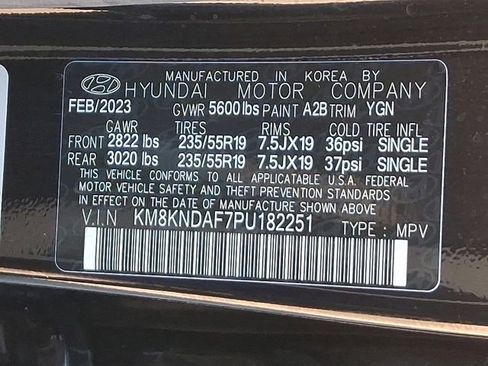 MANUFACTURED IN KOREA BY
HYUNDAI MOTOR COMPANY
FEB/2023 GVWR 5600lbs PAINT A2B TRIM YGN
GAWR TIRES RIMS COLD TIRE INFL
FRONT 2822 lbs 235/55R19 7.5JX19 36psi SINGLE
REAR 3020 lbs 235/55R19 7.5JX19 37psi SINGLE
THIS VEHICLE CONFORMS TO ALL APPLICATABLE U.S.A. FEDERAL
MOTOR VEHICLE SAFETY AND THEFT PREVENTION STANDARDS
IN EFFECT ON THE DATE OF MANUFACTURE SHOWN ABOVE
V.I.N KM8KNDAF7PU182251 TYPE : MPV